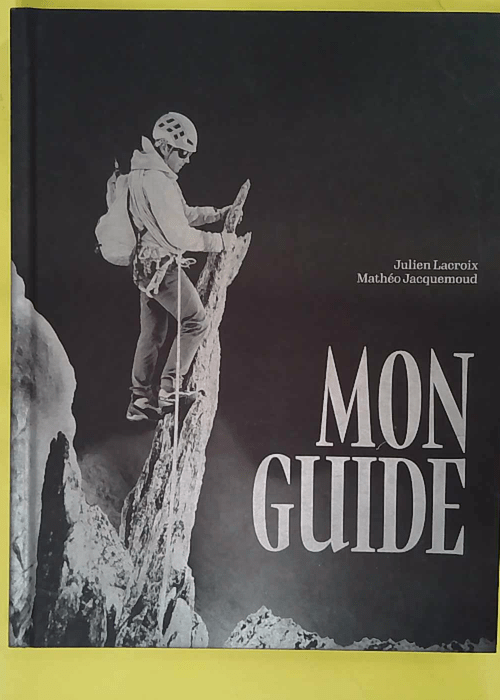 Julien Lacroix
Mathéo Jacquemoud
MON
GUIDE